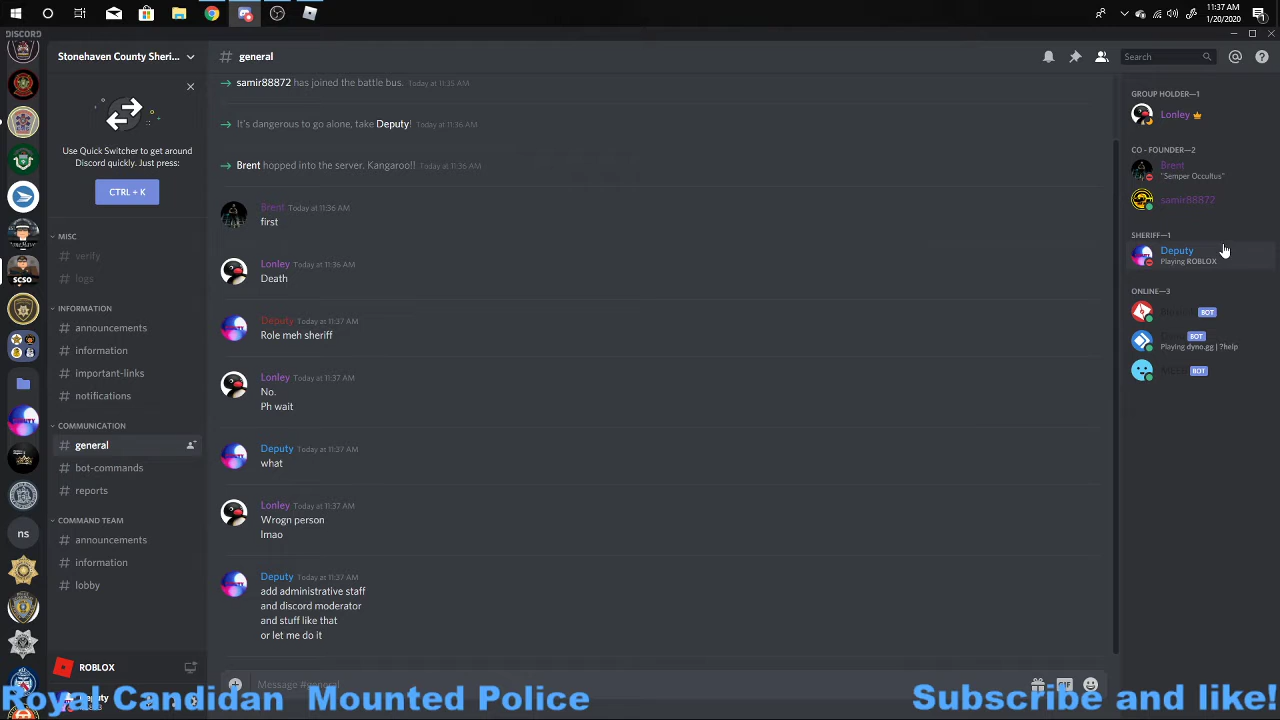 11:37 AM
1/20/2020
DISCORD
Stonehaven County Sheri...
general
Search
Use Quick Switcher to get around
Discord quickly. Just press:
CTRL + K
MISC
verify
logs
INFORMATION
announcements
information
important-links
notifications
COMMUNICATION
general
bot-commands
reports
COMMAND TEAM
announcements
information
lobby
ROBLOX
Deputy
SCSO
ns
samir88872 has joined the battle bus. Today at 11:35 AM
It's dangerous to go alone, take Deputy! Today at 11:36 AM
Brent hopped into the server. Kangaroo!! Today at 11:36 AM
Brent Today at 11:36 AM
first
Lonley Today at 11:36 AM
Death
Deputy Today at 11:37 AM
Role meh sheriff
Lonley Today at 11:37 AM
No.
Ph wait
Deputy Today at 11:37 AM
what
Lonley Today at 11:37 AM
Wrogn person
lmao
Deputy Today at 11:37 AM
add administrative staff
and discord moderator
and stuff like that
or let me do it
Message #general
GIF
GROUP HOLDER—1
Lonley
CO - FOUNDER—2
Brent
"Semper Occultus"
samir88872
SHERIFF—1
Deputy
Playing ROBLOX
ONLINE—3
BOT
BOT
Playing dyno.gg | ?help
BOT
Royal Candidan Mounted Police
Subscribe and like!